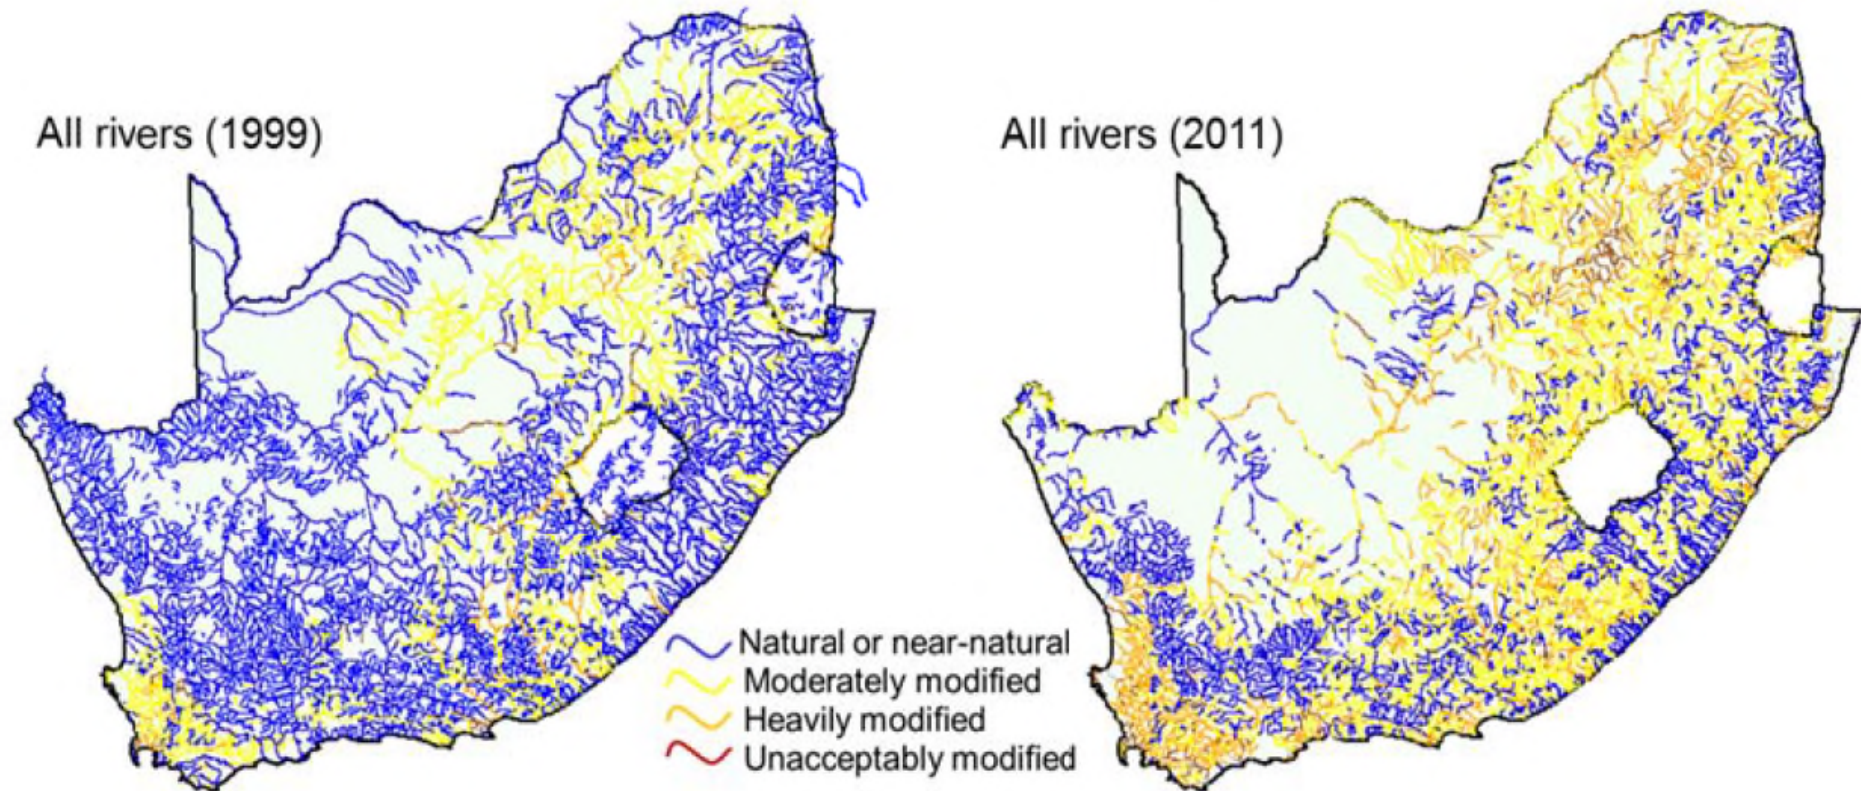 All rivers (1999)
All rivers (2011)
Natural or near-natural
Moderately modified
Heavily modified
Unacceptably modified